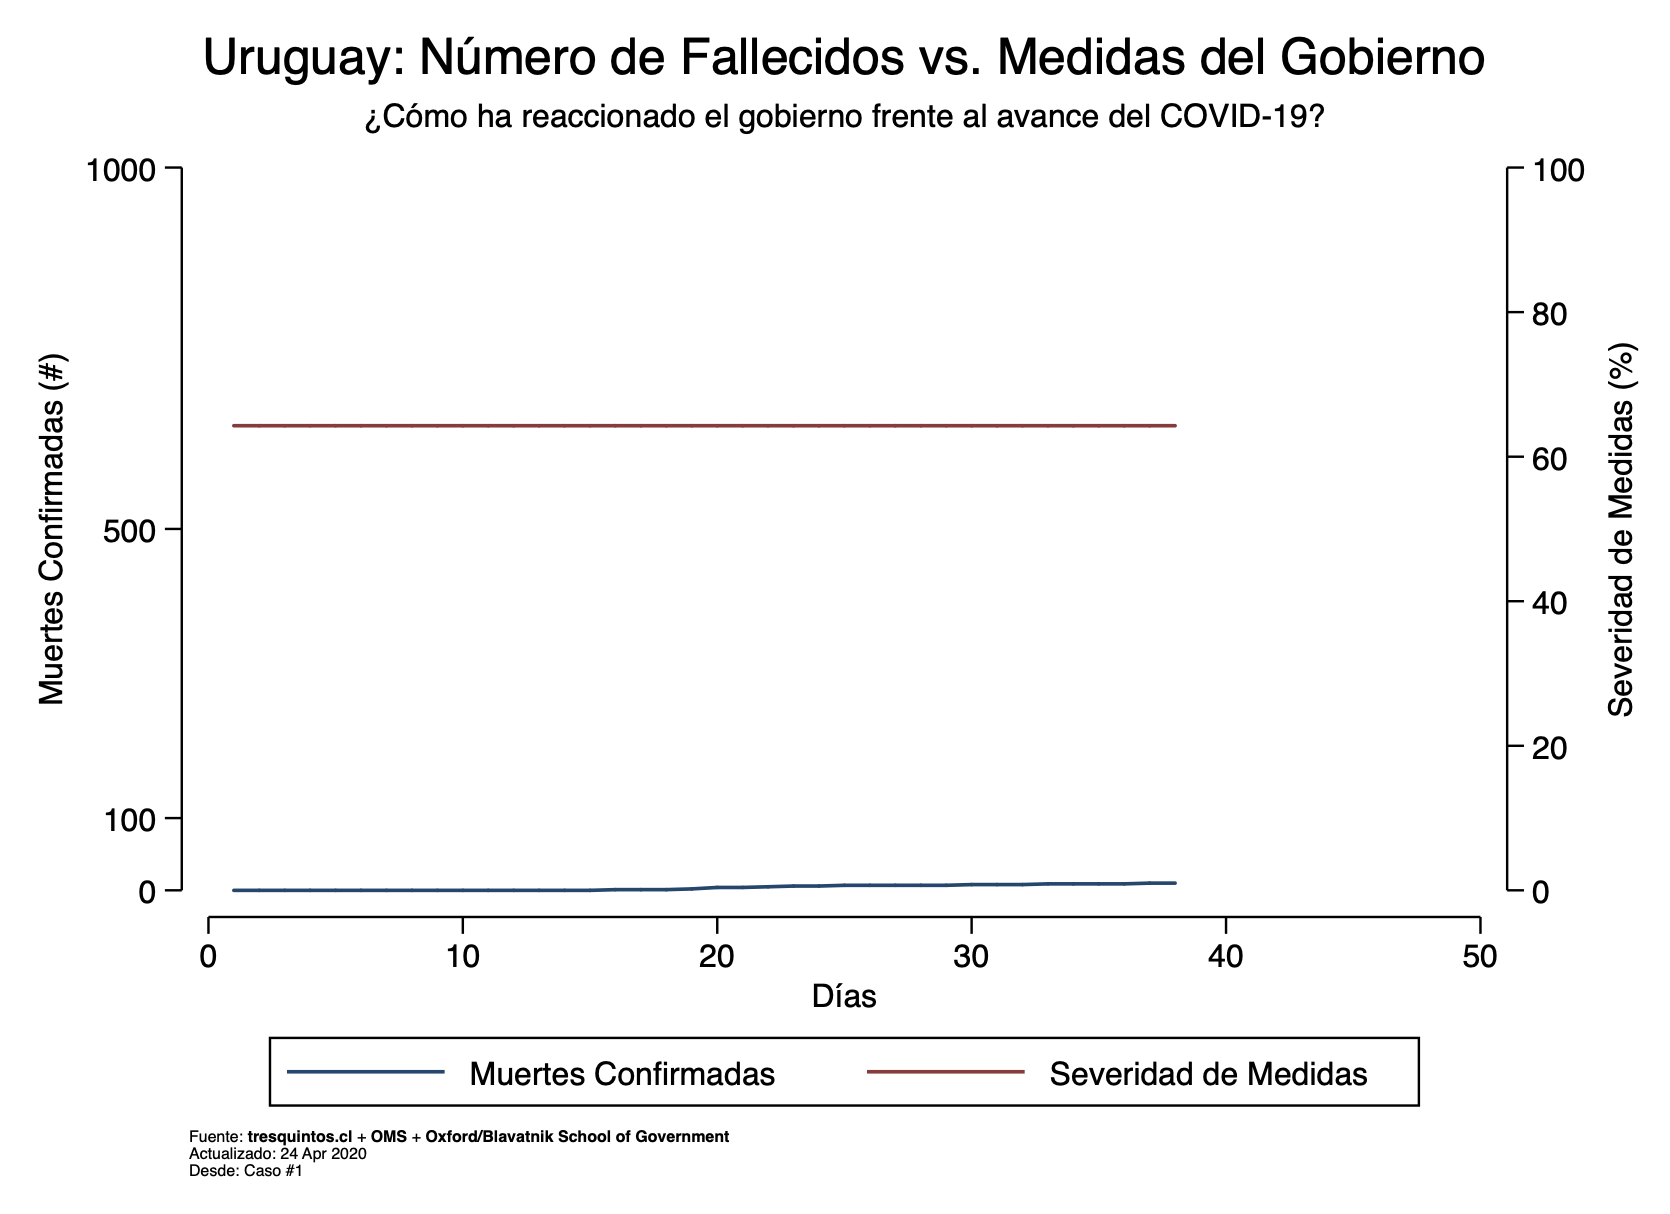 Uruguay: Número de Fallecidos vs. Medidas del Gobierno
¿Cómo ha reaccionado el gobierno frente al avance del COVID-19?
Muertes Confirmadas (#)
1000
500
100
0
100
80
60
40
20
0
Severidad de Medidas (%)
0 10 20 30 40 50
Días
Muertes Confirmadas Severidad de Medidas
Fuente: tresquintos.cl + OMS + Oxford/Blavatnik School of Government
Actualizado: 24 Apr 2020
Desde: Caso #1